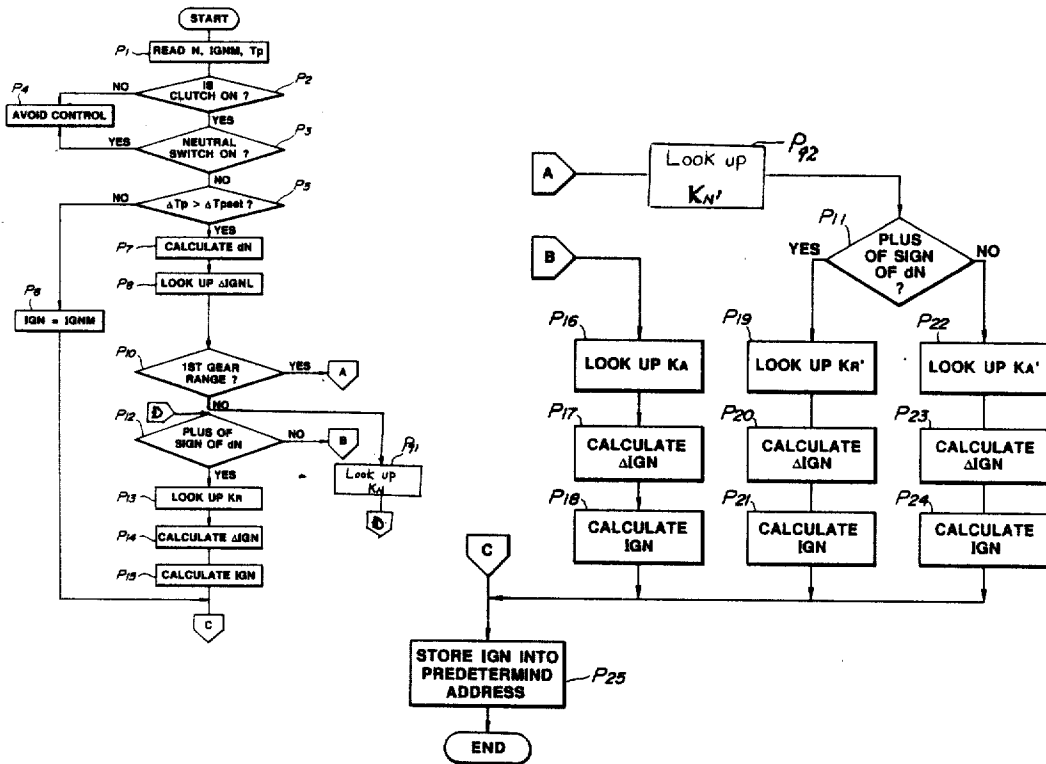 START
P1
READ N, IGNM, Tp
P2
IS
CLUTCH ON ?
NO
YES
P4
AVOID CONTROL
P3
NEUTRAL
SWITCH ON ?
YES
NO
P5
ΔTp > ΔTpset ?
NO
YES
P7
CALCULATE dN
P8
LOOK UP ΔIGNL
P6
IGN = IGNM
P10
1ST GEAR
RANGE ?
YES
A
NO
D
P12
PLUS OF
SIGN OF dN
NO
B
YES
P91
Look up
KN
D
P13
LOOK UP KR
P14
CALCULATE ΔIGN
P15
CALCULATE IGN
C
A
P92
Look up
KN'
P11
PLUS
OF SIGN
OF dN
?
YES
NO
B
P16
LOOK UP KA
P19
LOOK UP KR'
P22
LOOK UP KA'
P17
CALCULATE
ΔIGN
P20
CALCULATE
ΔIGN
P23
CALCULATE
ΔIGN
P18
CALCULATE
IGN
P21
CALCULATE
IGN
P24
CALCULATE
IGN
C
STORE IGN INTO
PREDETERMIND
ADDRESS
P25
END